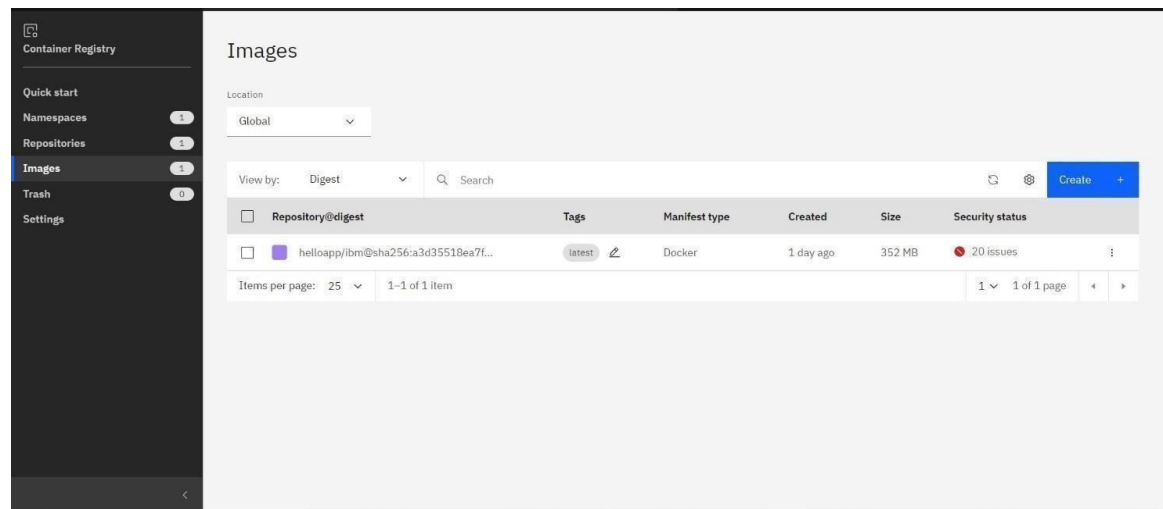 Container Registry
Quick start
Namespaces 1
Repositories 1
Images 1
Trash 0
Settings
Images
Location
Global
View by: Digest Search Create +
Repository@digest Tags Manifest type Created Size Security status
helloapp/ibm@sha256:a3d35518ea7f... latest Docker 1 day ago 352 MB 20 issues
Items per page: 25 1–1 of 1 item 1 1 of 1 page